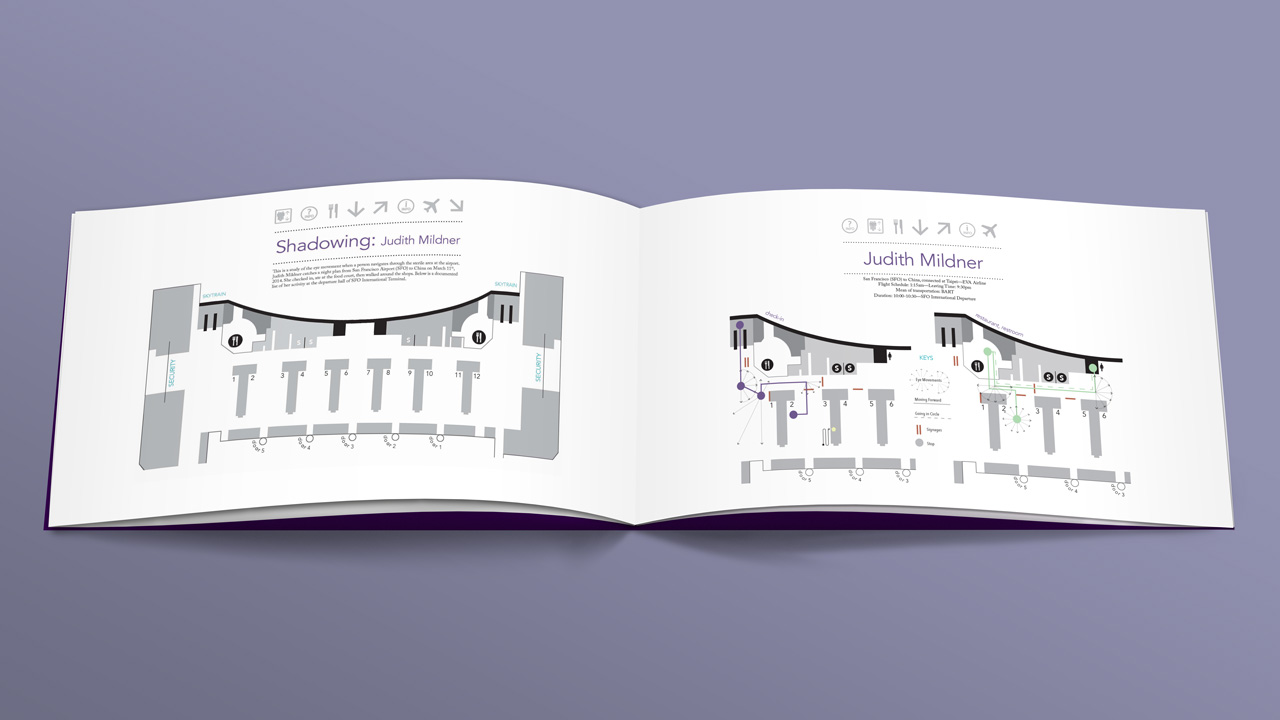 Shadowing: Judith Mildner
This is a study of the eye movement when a person navigates through the sterile area at the airport.
Judith Mildner catches a night plan from San Francisco Airport (SFO) to China on March 11th,
2014. She checked in, ate at the food court, then walked around the shops. Below is a documented
list of her activity at the departure hall of SFO International Terminal.
SKYTRAIN
SKYTRAIN
SECURITY
SECURITY
S S
S
1 2 3 4 5 6 7 8 9 10 11 12
door 5
door 4
door 3
door 2
door 1
Judith Mildner
San Francisco (SFO) to China, connected at Taipei—EVA Airline
Flight Schedule: 1:15am—Leaving Time: 9:30pm
Mean of transportation: BART
Duration: 10:00-10:30—SFO International Departure
check-in
$ $
1 2 3 4 5 6
door 5
door 4
door 3
KEYS
Eye Movements
Moving Forward
Going in Circle
Signages
Stop
restaurant, restroom
$ $
1 2 3 4 5 6
door 5
door 4
door 3